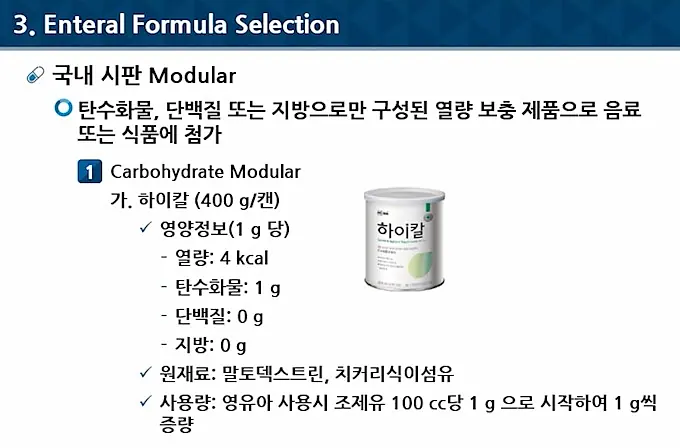 3. Enteral Formula Selection
국내 시판 Modular
탄수화물, 단백질 또는 지방으로만 구성된 열량 보충 제품으로 음료
또는 식품에 첨가
1 Carbohydrate Modular
가. 하이칼 (400 g/캔)
✓ 영양정보(1 g 당)
- 열량: 4 kcal
- 탄수화물: 1 g
- 단백질: 0 g
- 지방: 0 g
✓ 원재료: 말토덱스트린, 치커리식이섬유
✓ 사용량: 영유아 사용시 조제유 100 cc당 1 g 으로 시작하여 1 g씩
증량
하이칼